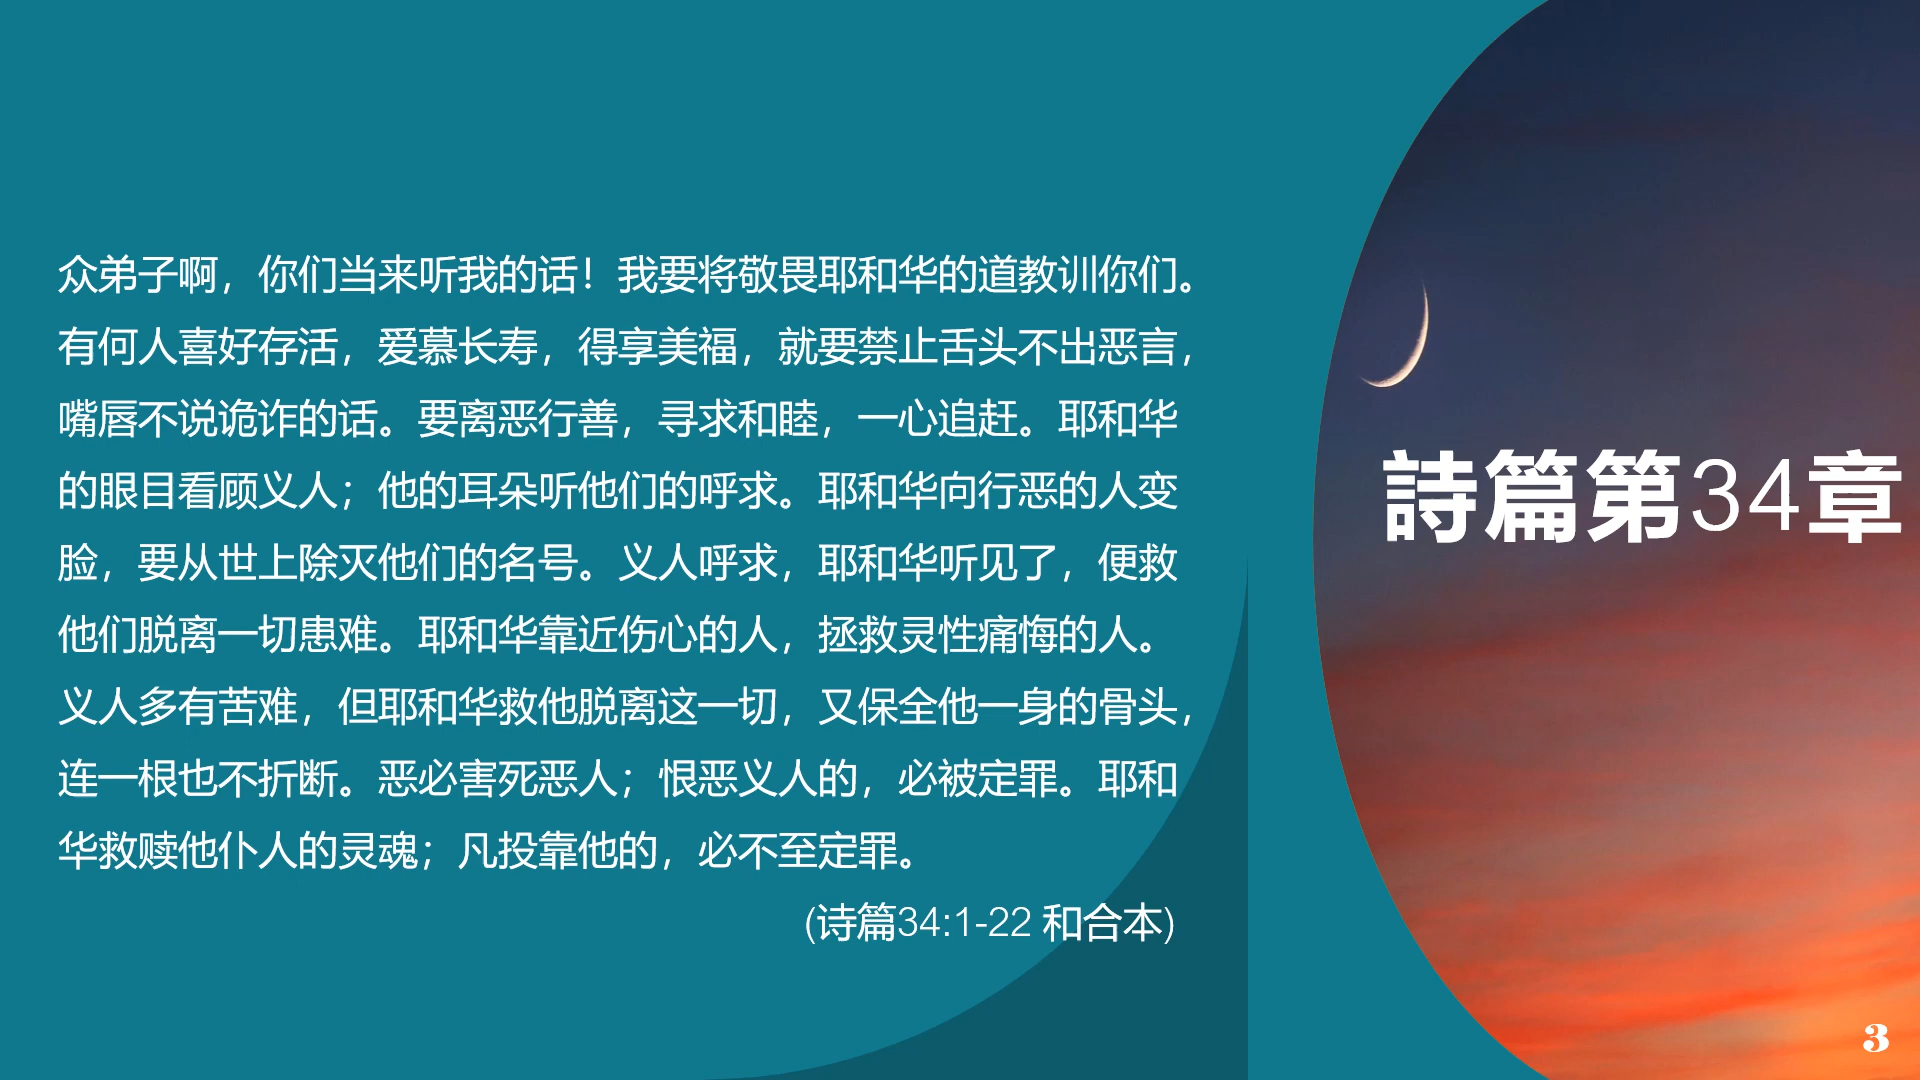 众弟子啊，你们当来听我的话！我要将敬畏耶和华的道教训你们。
有何人喜好存活，爱慕长寿，得享美福，就要禁止舌头不出恶言，
嘴唇不说诡诈的话。要离恶行善，寻求和睦，一心追赶。耶和华
的眼目看顾义人；他的耳朵听他们的呼求。耶和华向行恶的人变
脸，要从世上除灭他们的名号。义人呼求，耶和华听见了，便救
他们脱离一切患难。耶和华靠近伤心的人，拯救灵性痛悔的人。
义人多有苦难，但耶和华救他脱离这一切，又保全他一身的骨头，
连一根也不折断。恶必害死恶人；恨恶义人的，必被定罪。耶和
华救赎他仆人的灵魂；凡投靠他的，必不至定罪。
(诗篇34:1-22 和合本)
詩篇第34章
3